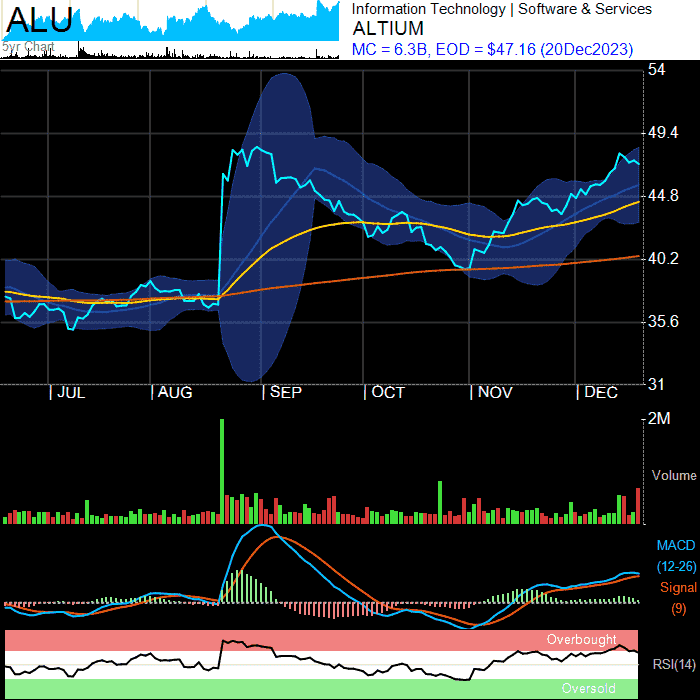 ALU
5yr Chart
Information Technology | Software & Services
ALTIUM
MC = 6.3B, EOD = $47.16 (20Dec2023)
54
49.4
44.8
40.2
35.6
31
| JUL | AUG | SEP | OCT | NOV | DEC
2M
Volume
MACD
(12-26)
Signal
(9)
Overbought
RSI(14)
Oversold